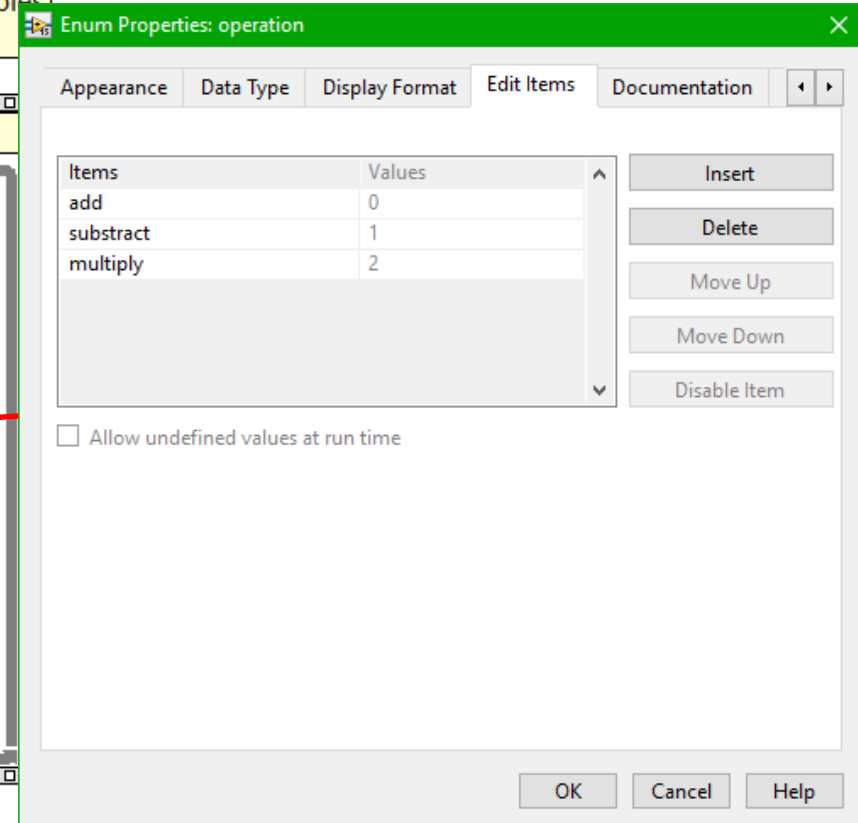 Enum Properties: operation
Appearance Data Type Display Format Edit Items Documentation
Items Values
add 0
substract 1
multiply 2
Insert
Delete
Move Up
Move Down
Disable Item
Allow undefined values at run time
OK Cancel Help